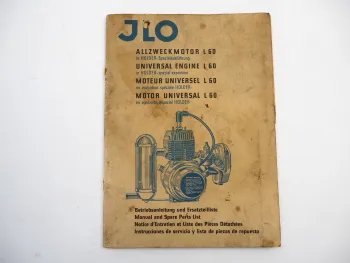 JLO
ALLZWECKMOTOR L 60
in HOLDER-Spezialausführung
UNIVERSAL ENGINE L 60
in HOLDER special execution
MOTEUR UNIVERSEL L 60
en exécution spéciale HOLDER
MOTOR UNIVERSAL L 60
en ejecución especial HOLDER
Betriebsanleitung und Ersatzteilliste
Manual and Spare Parts List
Notice d'Entretien et Liste des Pièces Détachées
Instrucciones de servicio y lista de piezas de repuesto